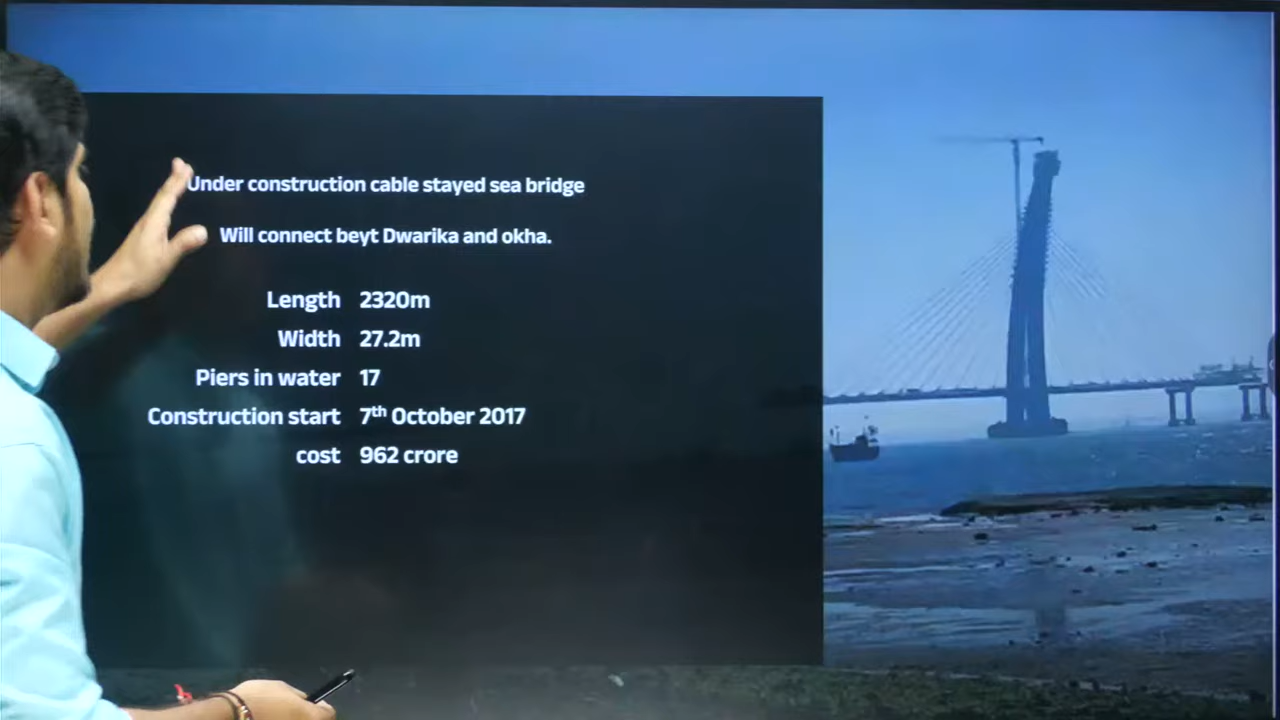 Under construction cable stayed sea bridge
Will connect beyt Dwarika and okha.
Length 2320m
Width 27.2m
Piers in water 17
Construction start 7th October 2017
cost 962 crore